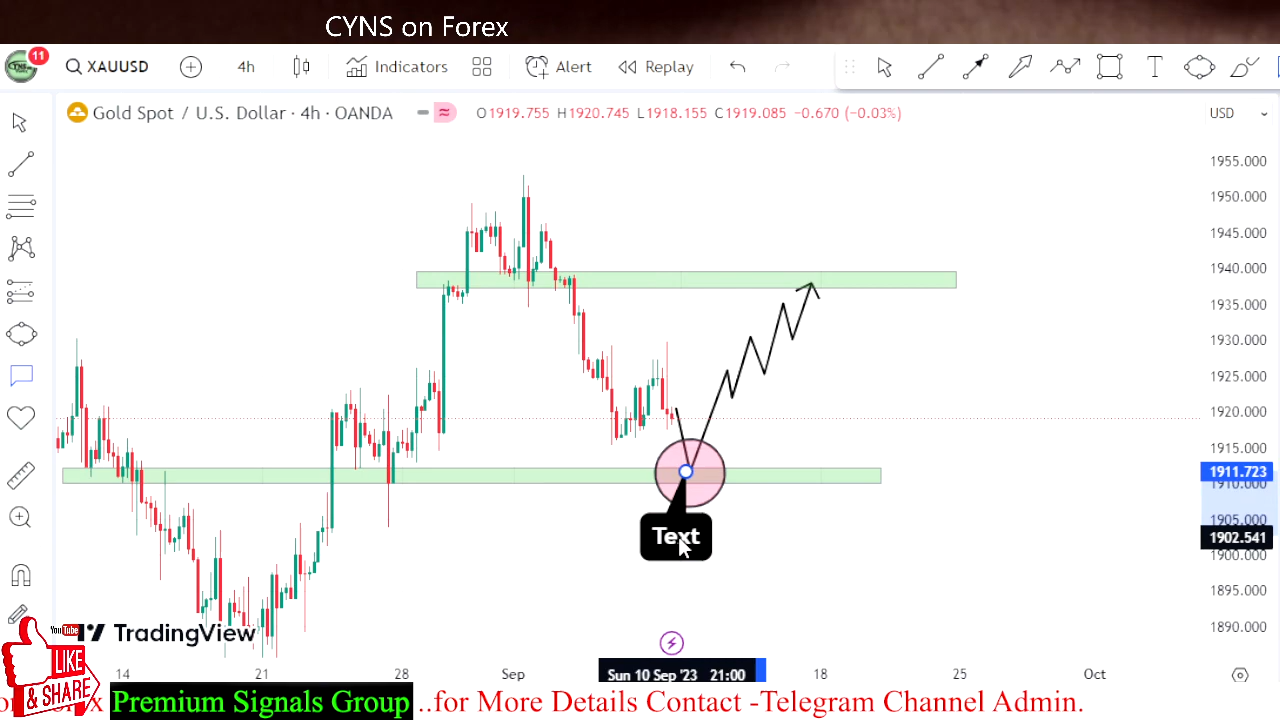 CYNS on Forex
11
XAUUSD 4h Indicators Alert Replay
Gold Spot / U.S. Dollar · 4h · OANDA O1919.755 H1920.745 L1918.155 C1919.085 −0.670 (−0.03%) USD
1955.000
1950.000
1945.000
1940.000
1935.000
1930.000
1925.000
1920.000
1915.000
1911.723
1910.000
1905.000
1902.541
1900.000
1895.000
1890.000
Text
TradingView
YouTube
LIKE
& SHARE
14 21 28 Sep Sun 10 Sep '23 21:00 18 25 Oct
Premium Signals Group ..for More Details Contact -Telegram Channel Admin.